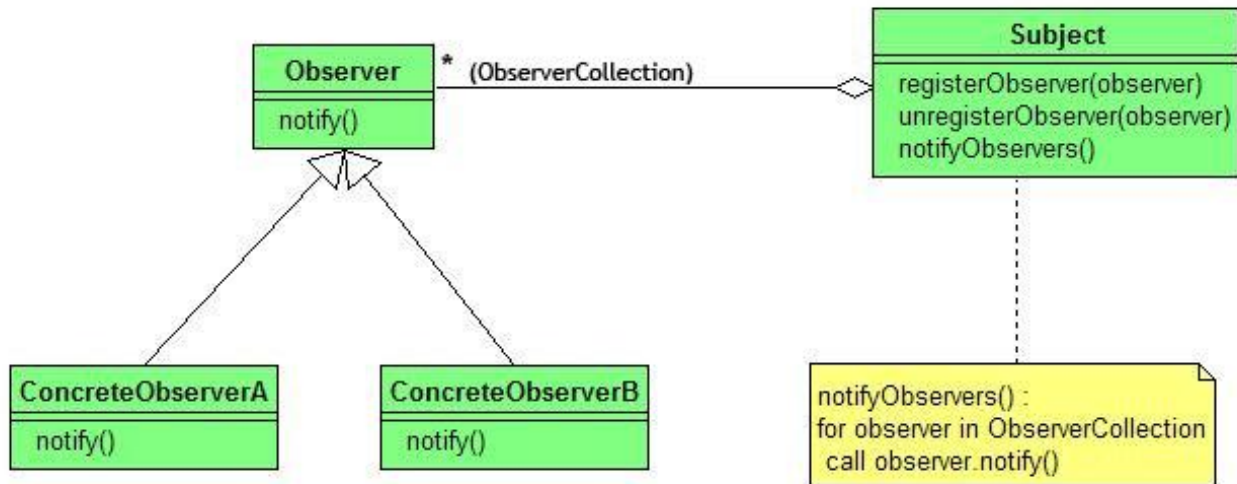 Observer
notify()
* (ObserverCollection)
Subject
registerObserver(observer)
unregisterObserver(observer)
notifyObservers()
ConcreteObserverA
notify()
ConcreteObserverB
notify()
notifyObservers() :
for observer in ObserverCollection
call observer.notify()